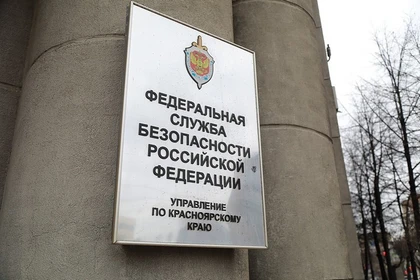 ФЕДЕРАЛЬНАЯ
СЛУЖБА
БЕЗОПАСНОСТИ
РОССИЙСКОЙ
ФЕДЕРАЦИИ
УПРАВЛЕНИЕ
ПО КРАСНОЯРСКОМУ
КРАЮ